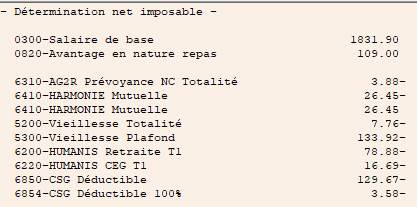 - Détermination net imposable -
0300-Salaire de base 1831.90
0820-Avantage en nature repas 109.00
6310-AG2R Prévoyance NC Totalité 3.88-
6410-HARMONIE Mutuelle 26.45-
6410-HARMONIE Mutuelle 26.45
5200-Vieillesse Totalité 7.76-
5300-Vieillesse Plafond 133.92-
6200-HUMANIS Retraite T1 78.88-
6220-HUMANIS CEG T1 16.69-
6850-CSG Déductible 129.67-
6854-CSG Déductible 100% 3.58-